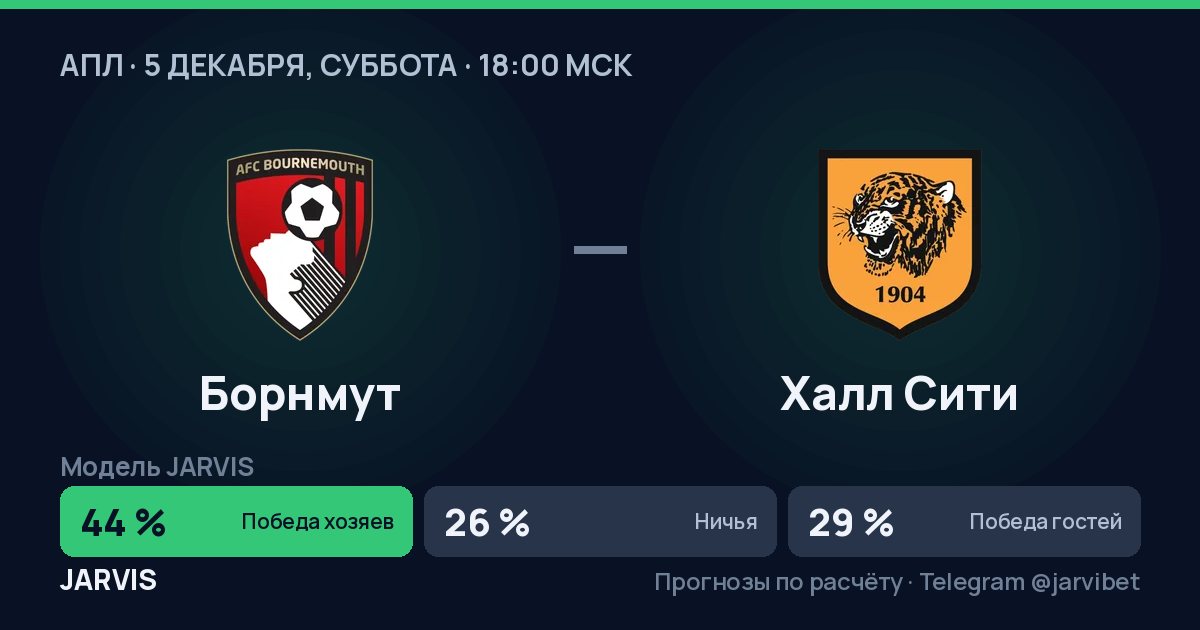 АПЛ · 5 ДЕКАБРЯ, СУББОТА · 18:00 МСК
AFC BOURNEMOUTH
1904
Борнмут
Халл Сити
Модель JARVIS
44 % Победа хозяев
26 % Ничья
29 % Победа гостей
JARVIS
Прогнозы по расчёту · Telegram @jarvibet